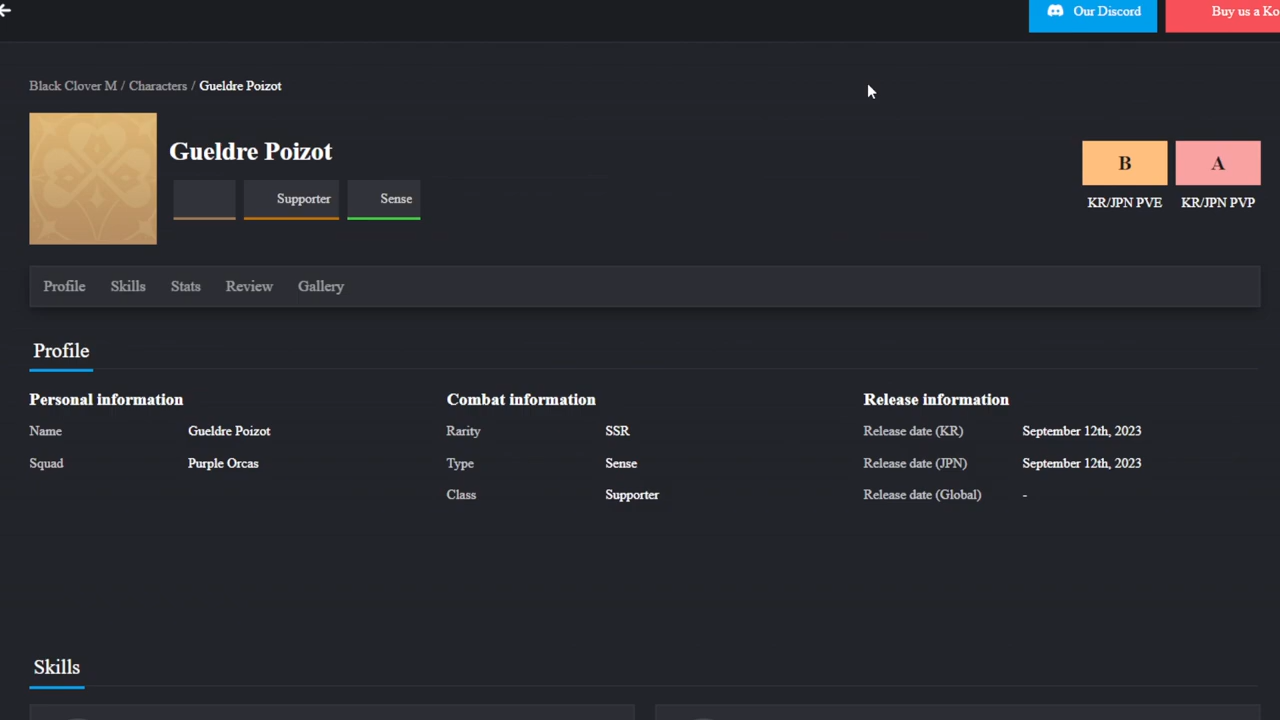 Our Discord
Buy us a Ko
Black Clover M / Characters / Gueldre Poizot
Gueldre Poizot
Supporter
Sense
B
A
KR/JPN PVE
KR/JPN PVP
Profile
Skills
Stats
Review
Gallery
Profile
Personal information
Name
Gueldre Poizot
Squad
Purple Orcas
Combat information
Rarity
SSR
Type
Sense
Class
Supporter
Release information
Release date (KR)
September 12th, 2023
Release date (JPN)
September 12th, 2023
Release date (Global)
-
Skills